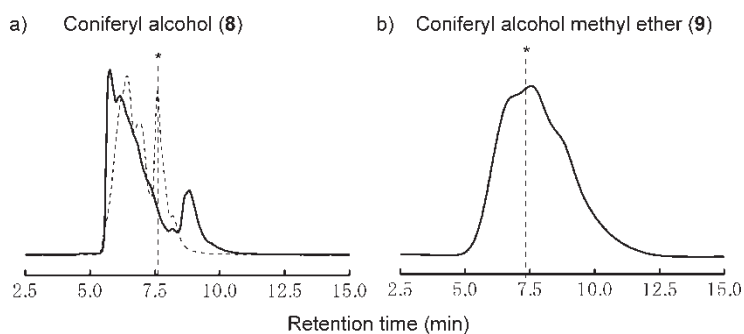 a) Coniferyl alcohol (8)
b) Coniferyl alcohol methyl ether (9)
*
*
2.5 5.0 7.5 10.0 12.5 15.0
2.5 5.0 7.5 10.0 12.5 15.0
Retention time (min)